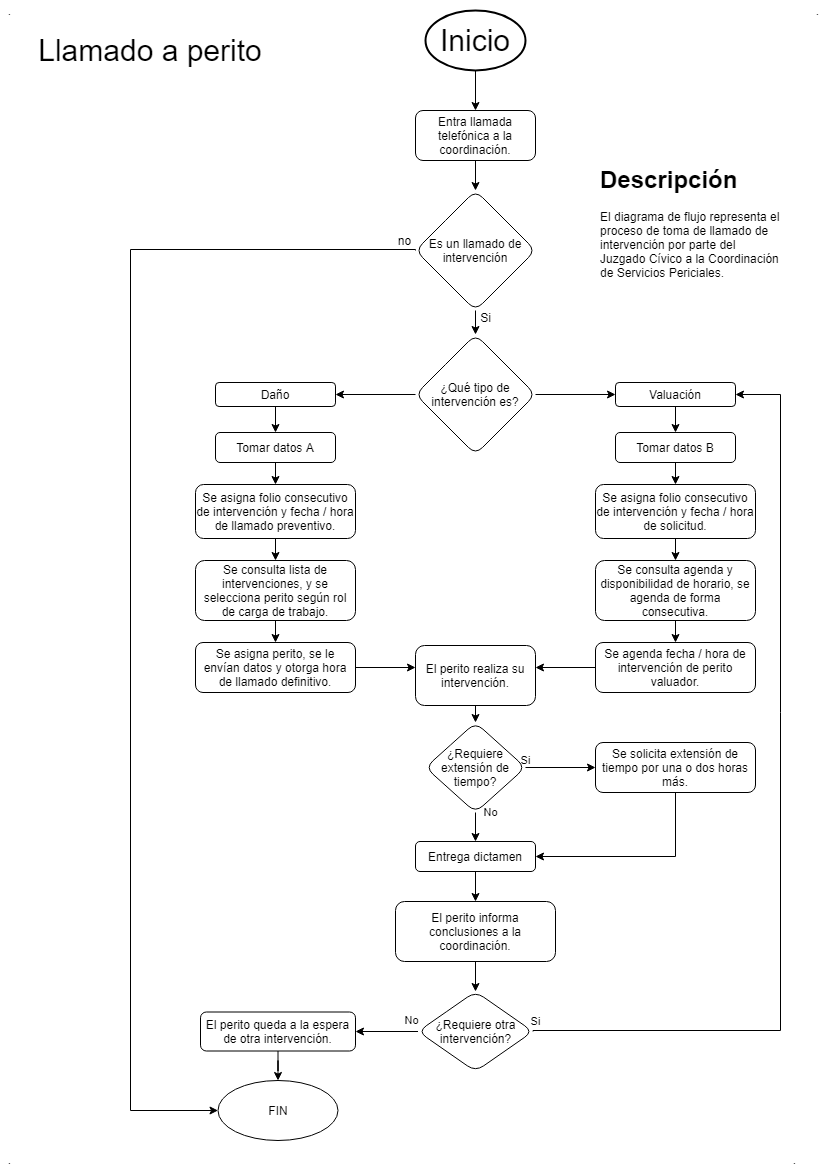 Llamado a perito
Inicio
Entra llamada
telefónica a la
coordinación.
Descripción
El diagrama de flujo representa el
proceso de toma de llamado de
intervención por parte del
Juzgado Cívico a la Coordinación
de Servicios Periciales.
no
Es un llamado de
intervención
Si
¿Qué tipo de
intervención es?
Daño
Valuación
Tomar datos A
Tomar datos B
Se asigna folio consecutivo
de intervención y fecha / hora
de llamado preventivo.
Se asigna folio consecutivo
de intervención y fecha / hora
de solicitud.
Se consulta lista de
intervenciones, y se
selecciona perito según rol
de carga de trabajo.
Se consulta agenda y
disponibilidad de horario, se
agenda de forma
consecutiva.
Se asigna perito, se le
envían datos y otorga hora
de llamado definitivo.
El perito realiza su
intervención.
Se agenda fecha / hora de
intervención de perito
valuador.
¿Requiere
extensión de
tiempo?
Si
Se solicita extensión de
tiempo por una o dos horas
más.
No
Entrega dictamen
El perito informa
conclusiones a la
coordinación.
¿Requiere otra
intervención?
No
Si
El perito queda a la espera
de otra intervención.
FIN